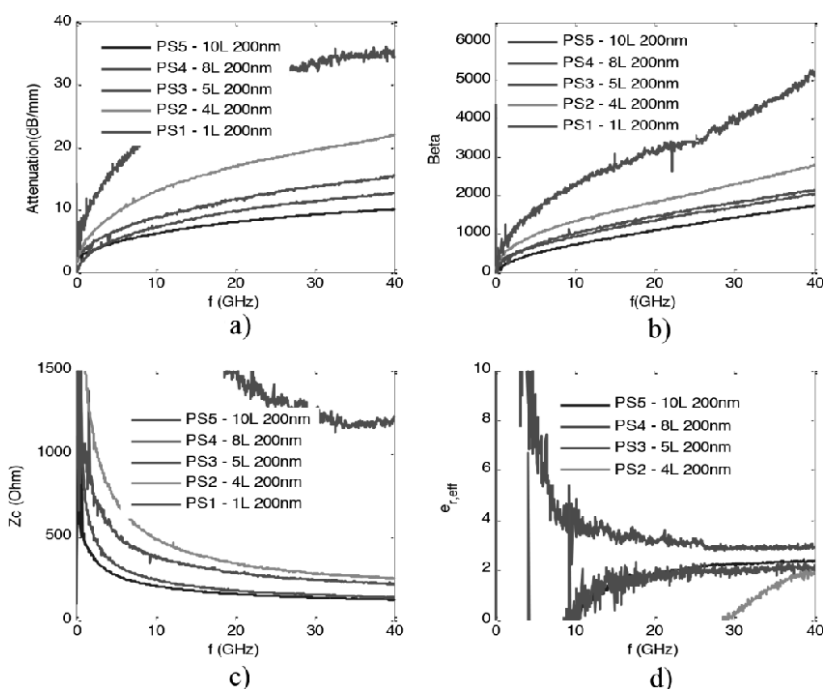 40
30
20
10
0
Attenuation(dB/mm)
PS5 - 10L 200nm
PS4 - 8L 200nm
PS3 - 5L 200nm
PS2 - 4L 200nm
PS1 - 1L 200nm
0 10 20 30 40
f (GHz)
a)
6000
5000
4000
3000
2000
1000
0
Beta
PS5 - 10L 200nm
PS4 - 8L 200nm
PS3 - 5L 200nm
PS2 - 4L 200nm
PS1 - 1L 200nm
0 10 20 30 40
f(GHz)
b)
1500
1000
500
0
Zc (Ohm)
PS5 - 10L 200nm
PS4 - 8L 200nm
PS3 - 5L 200nm
PS2 - 4L 200nm
PS1 - 1L 200nm
0 10 20 30 40
f (GHz)
c)
10
8
6
4
2
0
e r,eff
PS5 - 10L 200nm
PS4 - 8L 200nm
PS3 - 5L 200nm
PS2 - 4L 200nm
0 10 20 30 40
f (GHz)
d)